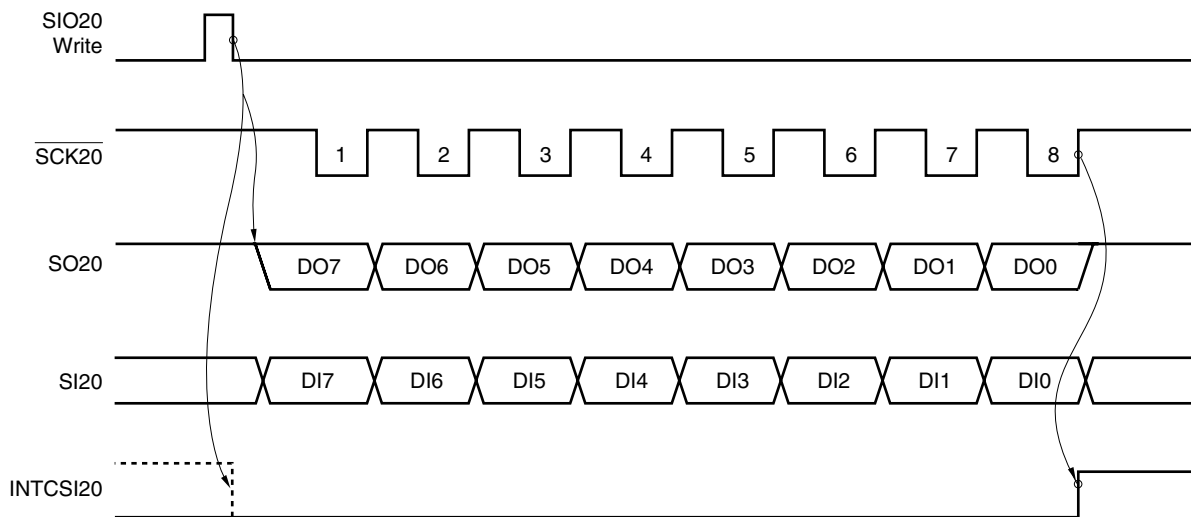 SIO20
Write
SCK20
1 2 3 4 5 6 7 8
SO20
DO7 DO6 DO5 DO4 DO3 DO2 DO1 DO0
SI20
DI7 DI6 DI5 DI4 DI3 DI2 DI1 DI0
INTCSI20